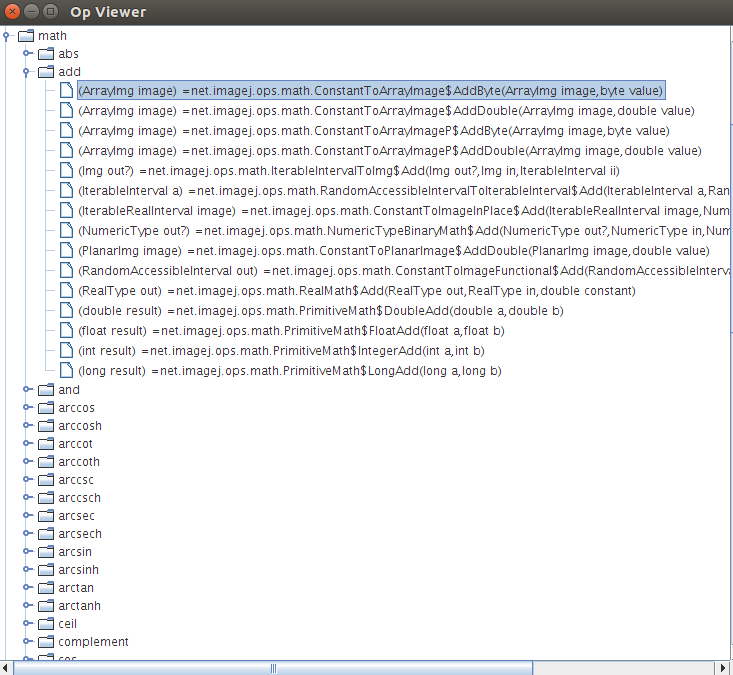 Op Viewer
math
abs
add
(ArrayImg image) =net.imagej.ops.math.ConstantToArrayImage$AddByte(ArrayImg image,byte value)
(ArrayImg image) =net.imagej.ops.math.ConstantToArrayImage$AddDouble(ArrayImg image,double value)
(ArrayImg image) =net.imagej.ops.math.ConstantToArrayImageP$AddByte(ArrayImg image,byte value)
(ArrayImg image) =net.imagej.ops.math.ConstantToArrayImageP$AddDouble(ArrayImg image,double value)
(Img out?) =net.imagej.ops.math.IterableIntervalToImg$Add(Img out?,Img in,IterableInterval ii)
(IterableInterval a) =net.imagej.ops.math.RandomAccessibleIntervalToIterableInterval$Add(IterableInterval a,Ran
(IterableRealInterval image) =net.imagej.ops.math.ConstantToImageInPlace$Add(IterableRealInterval image,Num
(NumericType out?) =net.imagej.ops.math.NumericTypeBinaryMath$Add(NumericType out?,NumericType in,Num
(PlanarImg image) =net.imagej.ops.math.ConstantToPlanarImage$AddDouble(PlanarImg image,double value)
(RandomAccessibleInterval out) =net.imagej.ops.math.ConstantToImageFunctional$Add(RandomAccessibleInterva
(RealType out) =net.imagej.ops.math.RealMath$Add(RealType out,RealType in,double constant)
(double result) =net.imagej.ops.math.PrimitiveMath$DoubleAdd(double a,double b)
(float result) =net.imagej.ops.math.PrimitiveMath$FloatAdd(float a,float b)
(int result) =net.imagej.ops.math.PrimitiveMath$IntegerAdd(int a,int b)
(long result) =net.imagej.ops.math.PrimitiveMath$LongAdd(long a,long b)
and
arccos
arccosh
arccot
arccoth
arccsc
arccsch
arcsec
arcsech
arcsin
arcsinh
arctan
arctanh
ceil
complement
cos